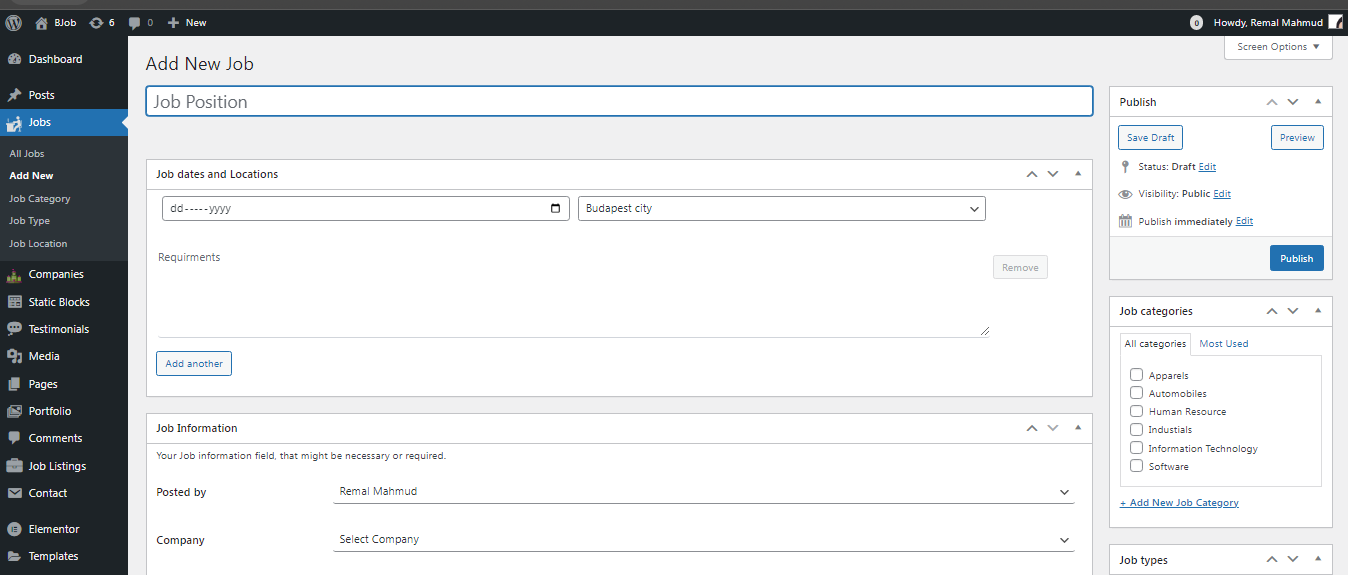 BJob 6 0 New
0 Howdy, Remal Mahmud
Screen Options
Dashboard
Posts
Jobs
All Jobs
Add New
Job Category
Job Type
Job Location
Companies
Static Blocks
Testimonials
Media
Pages
Portfolio
Comments
Job Listings
Contact
Elementor
Templates
Add New Job
Job Position
Job dates and Locations
dd-----yyyy
Budapest city
Requirments
Remove
Add another
Job Information
Your Job information field, that might be necessary or required.
Posted by
Remal Mahmud
Company
Select Company
Publish
Save Draft
Preview
Status: Draft Edit
Visibility: Public Edit
Publish immediately Edit
Publish
Job categories
All categories
Most Used
Apparels
Automobiles
Human Resource
Industials
Information Technology
Software
+ Add New Job Category
Job types